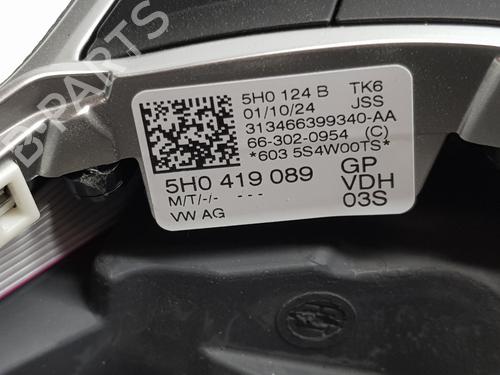 5H0 124 B TK6
01/10/24 JSS
313466399340-AA
66-302-0954 (C)
*603 5S4W00TS*
5H0 419 089 GP
M/T/-/- - - - VDH
VW AG 03S